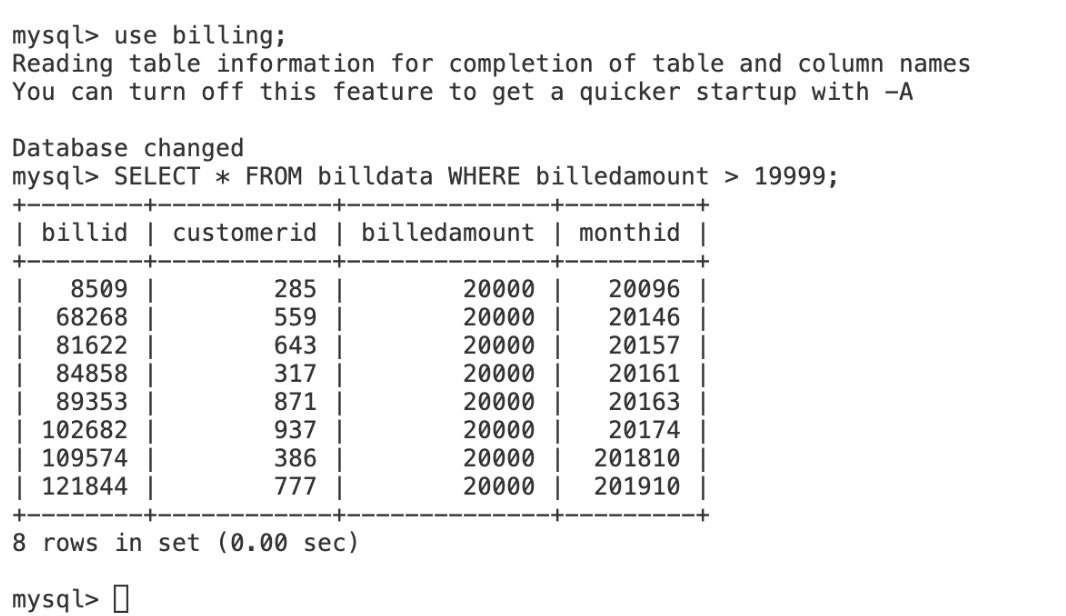 mysql> use billing;
Reading table information for completion of table and column names
You can turn off this feature to get a quicker startup with -A
Database changed
mysql> SELECT * FROM billdata WHERE billedamount > 19999;
+--------+------------+--------------+---------+
| billid | customerid | billedamount | monthid |
+--------+------------+--------------+---------+
|   8509 |        285 |        20000 |   20096 |
|  68268 |        559 |        20000 |   20146 |
|  81622 |        643 |        20000 |   20157 |
|  84858 |        317 |        20000 |   20161 |
|  89353 |        871 |        20000 |   20163 |
| 102682 |        937 |        20000 |   20174 |
| 109574 |        386 |        20000 |  201810 |
| 121844 |        777 |        20000 |  201910 |
+--------+------------+--------------+---------+
8 rows in set (0.00 sec)
mysql>